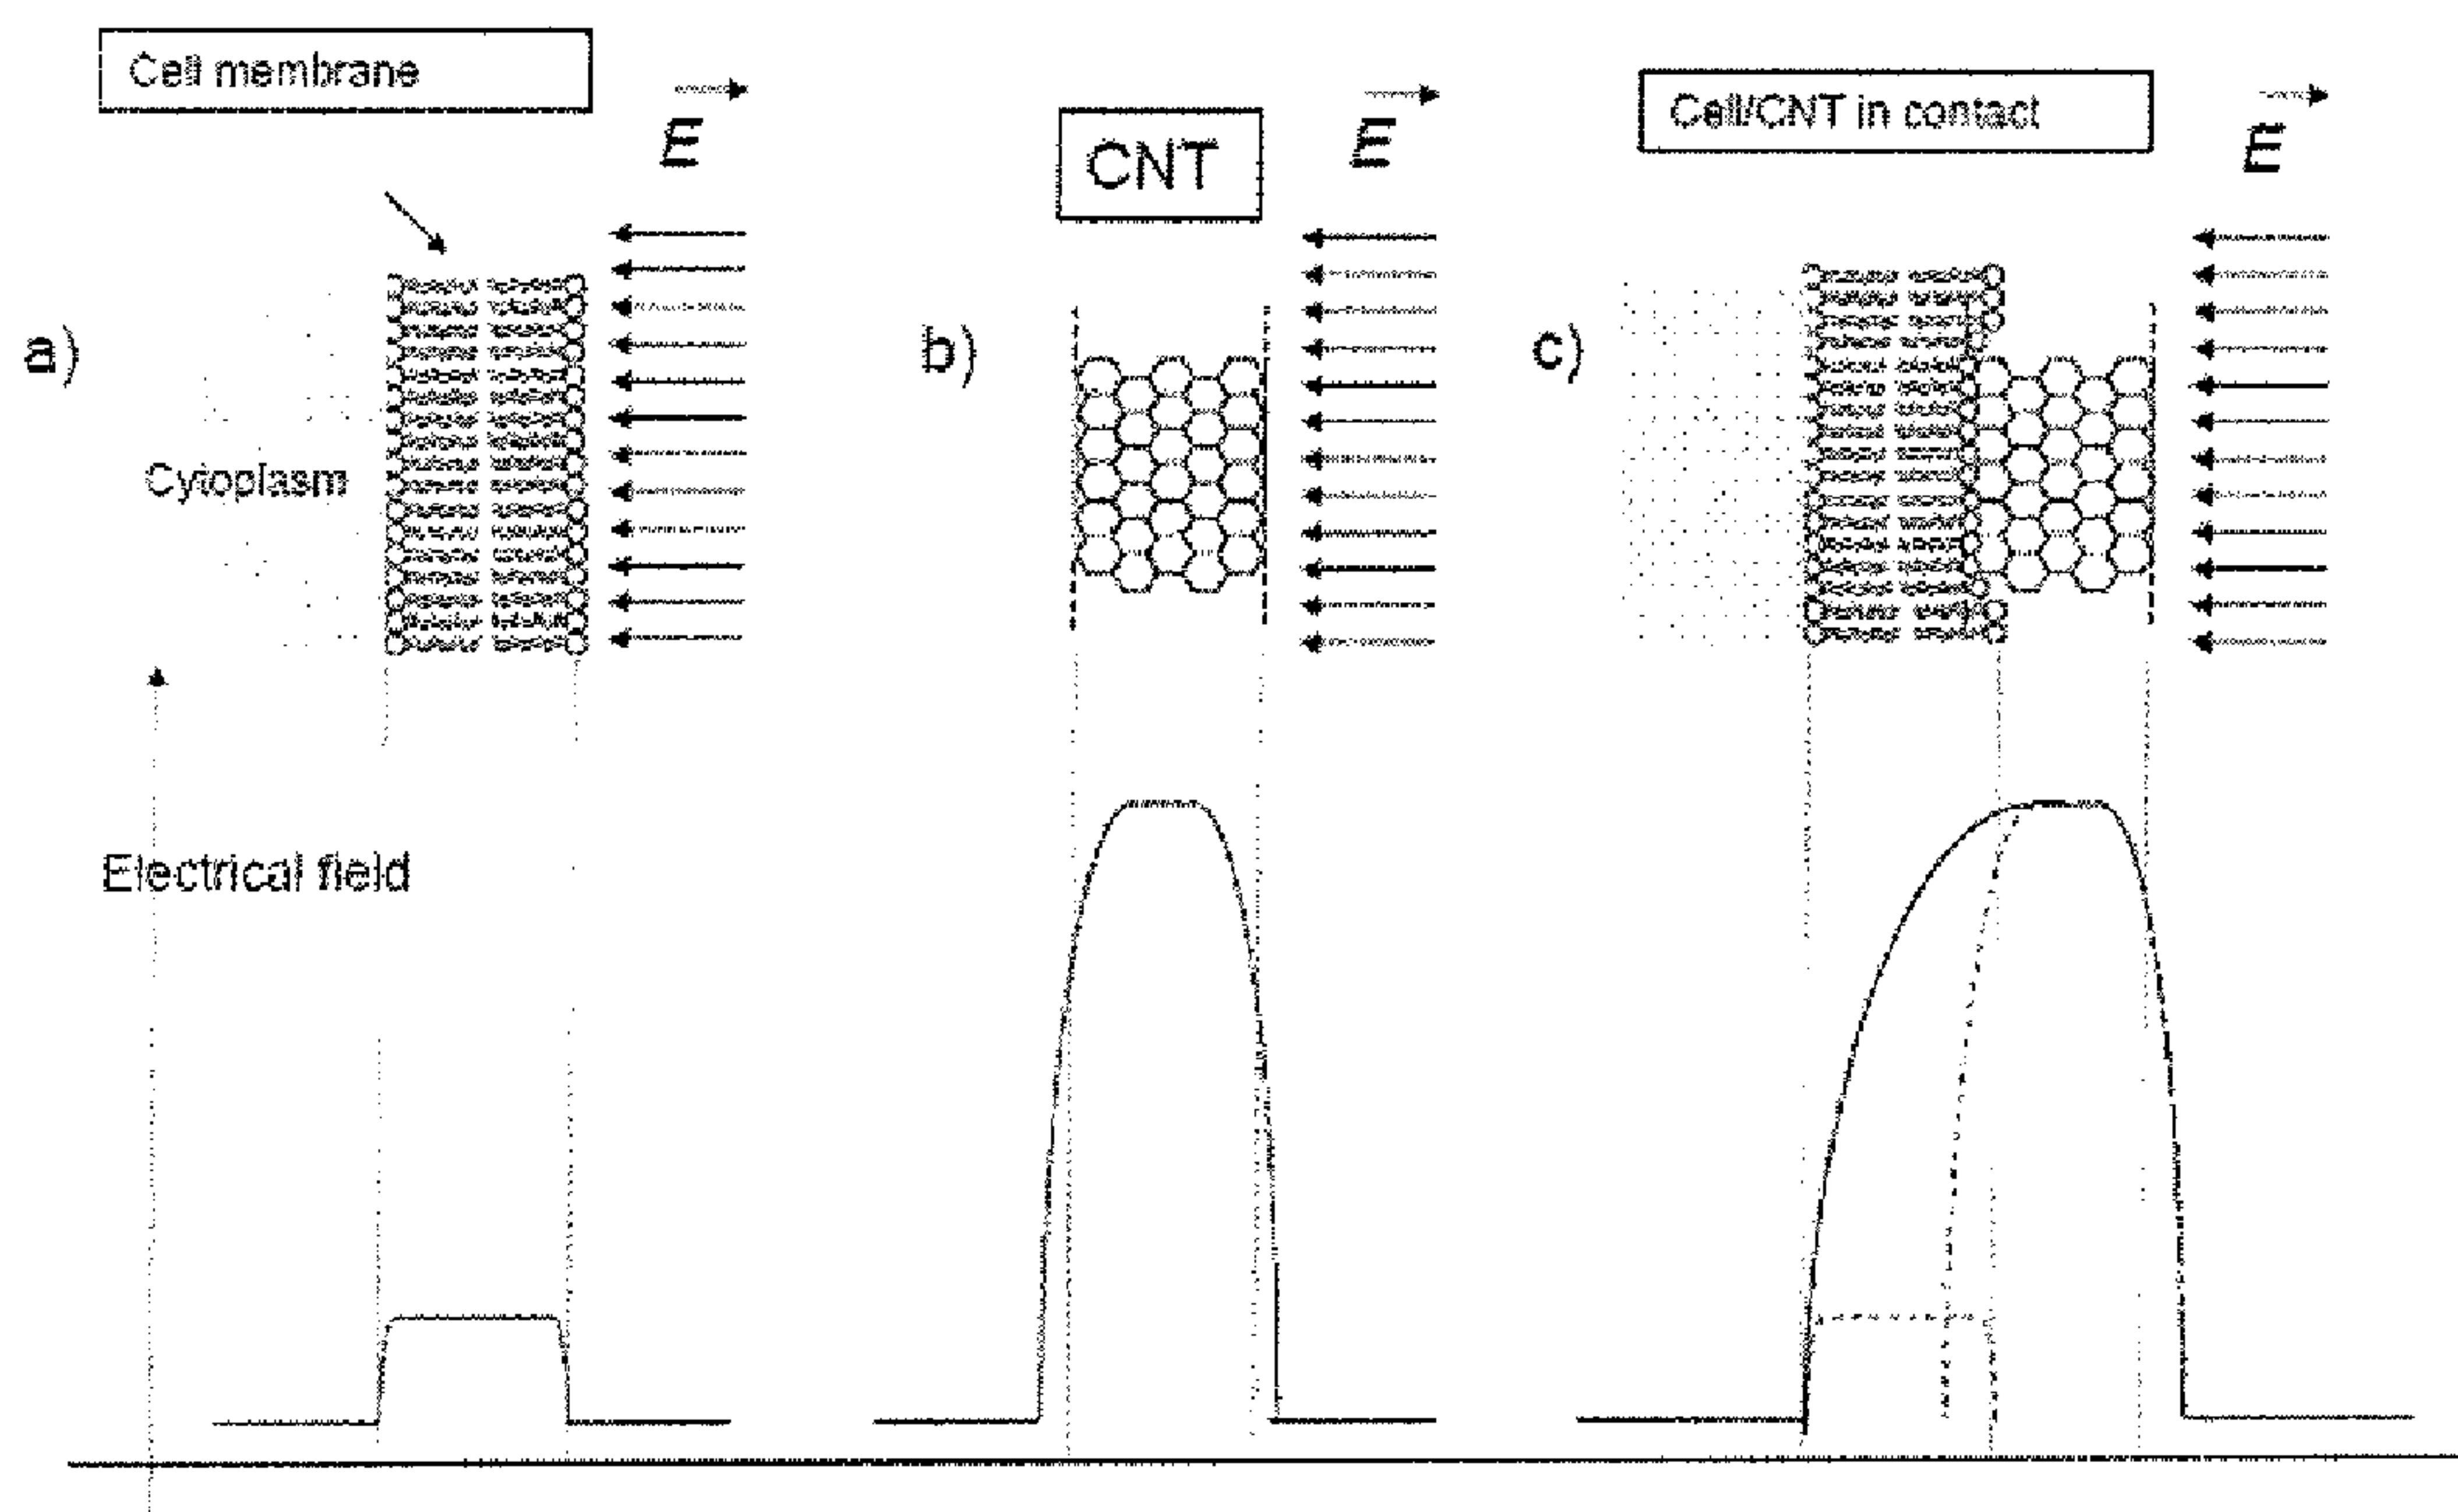 Cell membrane
E
CNT
E
Cell/CNT in contact
E
a)
b)
c)
Cytoplasm
Electrical field